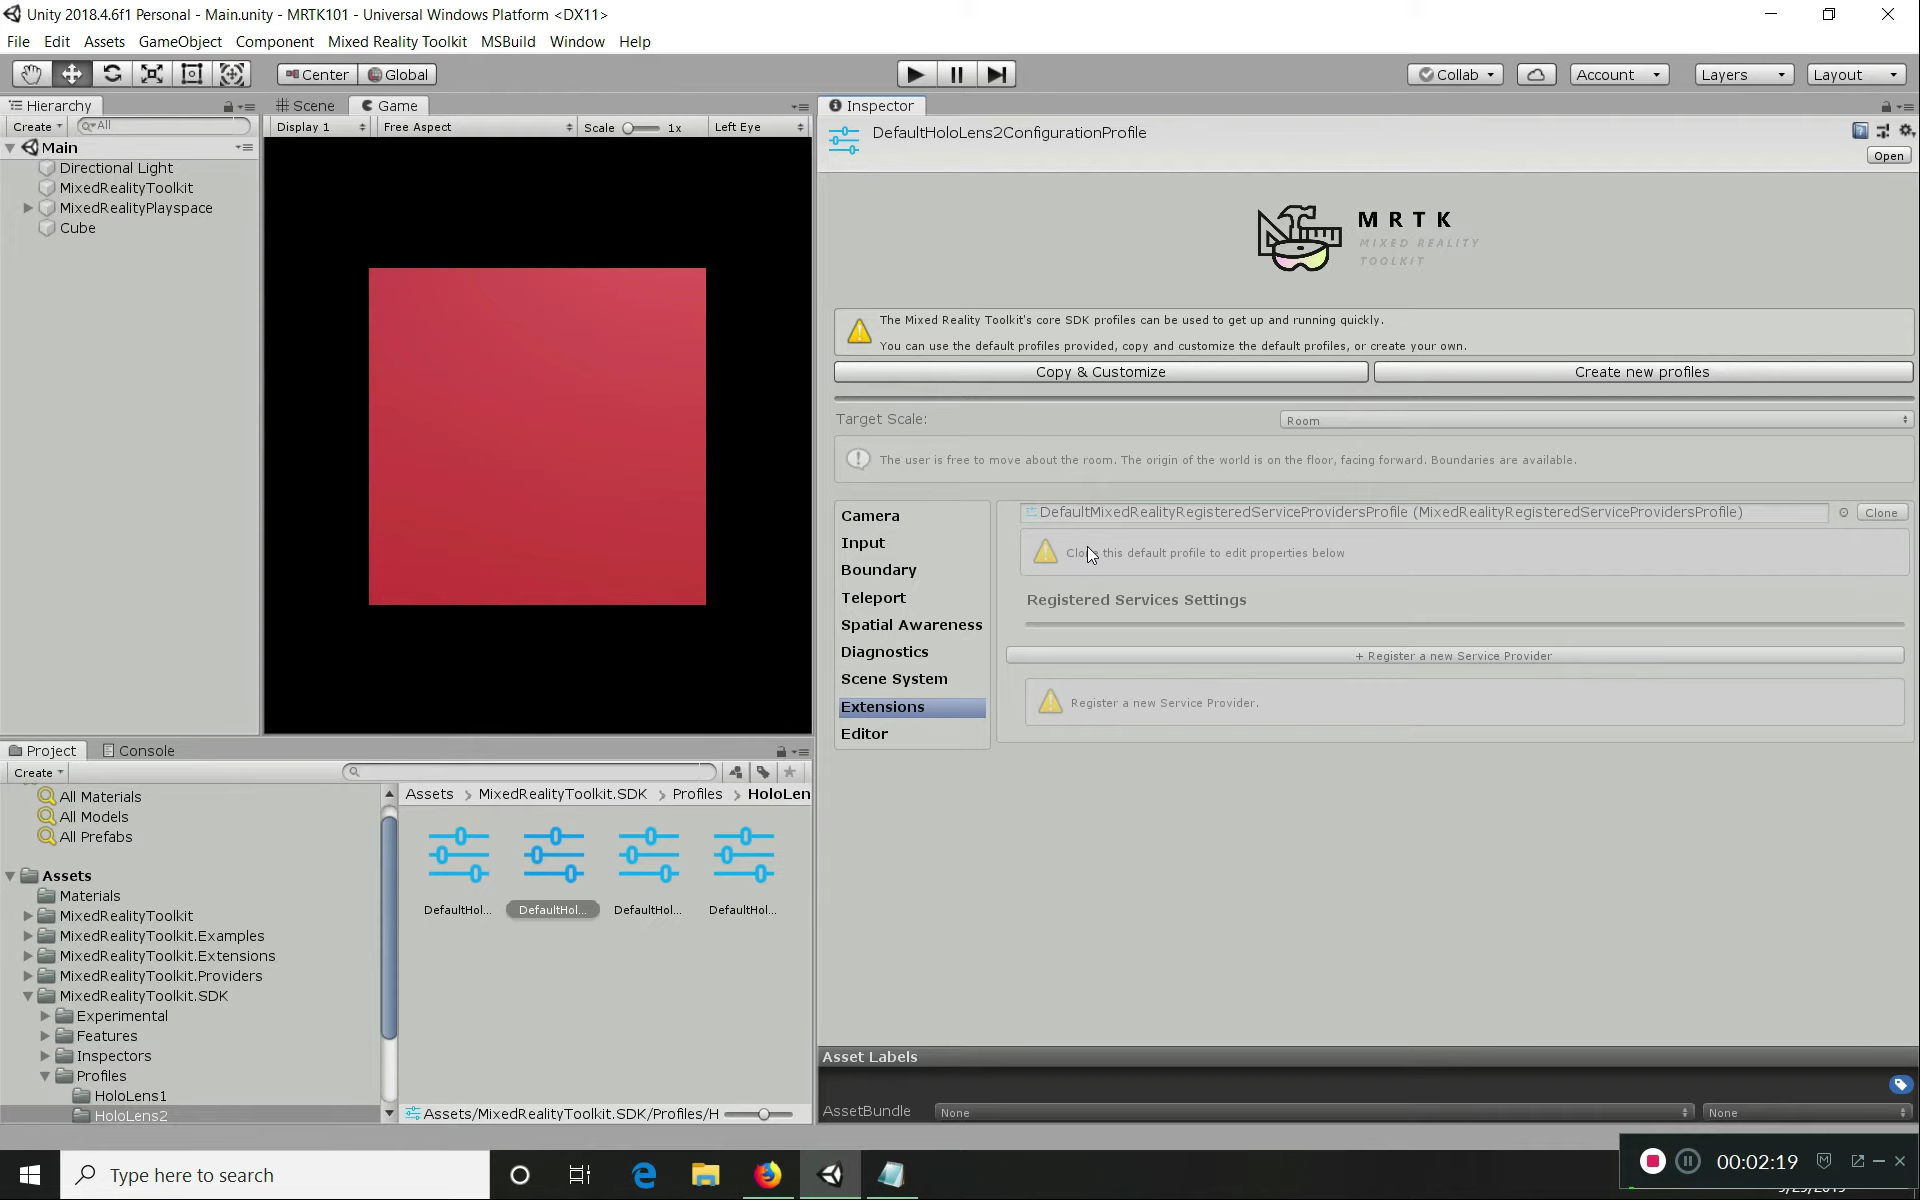 Unity 2018.4.6f1 Personal - Main.unity - MRTK101 - Universal Windows Platform <DX11>
File Edit Assets GameObject Component Mixed Reality Toolkit MSBuild Window Help
Center Global Collab Account Layers Layout
Hierarchy
Create All
Main
Directional Light
MixedRealityToolkit
MixedRealityPlayspace
Cube
Scene Game
Display 1 Free Aspect Scale 1x Left Eye
Inspector
DefaultHoloLens2ConfigurationProfile
Open
MRTK
MIXED REALITY
TOOLKIT
The Mixed Reality Toolkit's core SDK profiles can be used to get up and running quickly.
You can use the default profiles provided, copy and customize the default profiles, or create your own.
Copy & Customize Create new profiles
Target Scale: Room
The user is free to move about the room. The origin of the world is on the floor, facing forward. Boundaries are available.
Camera
Input
Boundary
Teleport
Spatial Awareness
Diagnostics
Scene System
Extensions
Editor
DefaultMixedRealityRegisteredServiceProvidersProfile (MixedRealityRegisteredServiceProvidersProfile) Clone
this default profile to edit properties below
Registered Services Settings
+ Register a new Service Provider
Register a new Service Provider.
Project Console
Create
All Materials
All Models
All Prefabs
Assets
Materials
MixedRealityToolkit
MixedRealityToolkit.Examples
MixedRealityToolkit.Extensions
MixedRealityToolkit.Providers
MixedRealityToolkit.SDK
Experimental
Features
Inspectors
Profiles
HoloLens1
HoloLens2
Assets > MixedRealityToolkit.SDK > Profiles > HoloLen
DefaultHol... DefaultHol... DefaultHol... DefaultHol...
Assets/MixedRealityToolkit.SDK/Profiles/H
Asset Labels
AssetBundle None None
Type here to search
00:02:19